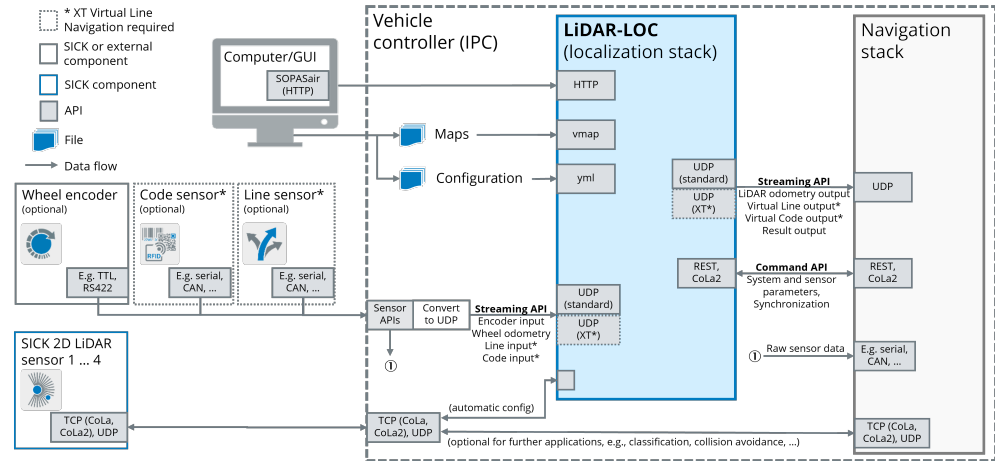 * XT Virtual Line
Navigation required
SICK or external
component
SICK component
API
File
Data flow
Computer/GUI
SOPASair
(HTTP)
Vehicle
controller (IPC)
LiDAR-LOC
(localization stack)
Navigation
stack
HTTP
Maps
vmap
Configuration
yml
UDP
(standard)
UDP
(XT*)
Streaming API
LiDAR odometry output
Virtual Line output*
Virtual Code output*
Result output
UDP
Wheel encoder
(optional)
E.g. TTL,
RS422
Code sensor*
(optional)
RFID
E.g. serial,
CAN, ...
Line sensor*
(optional)
E.g. serial,
CAN, ...
REST,
CoLa2
Command API
System and sensor
parameters,
Synchronization
REST,
CoLa2
Sensor
APIs
Convert
to UDP
Streaming API
Encoder input
Wheel odometry
Line input*
Code input*
UDP
(standard)
UDP
(XT*)
①
① Raw sensor data
E.g. serial,
CAN, ...
SICK 2D LiDAR
sensor 1 ... 4
TCP (CoLa,
CoLa2), UDP
TCP (CoLa,
CoLa2), UDP
(automatic config)
(optional for further applications, e.g., classification, collision avoidance, ...)
TCP (CoLa,
CoLa2), UDP